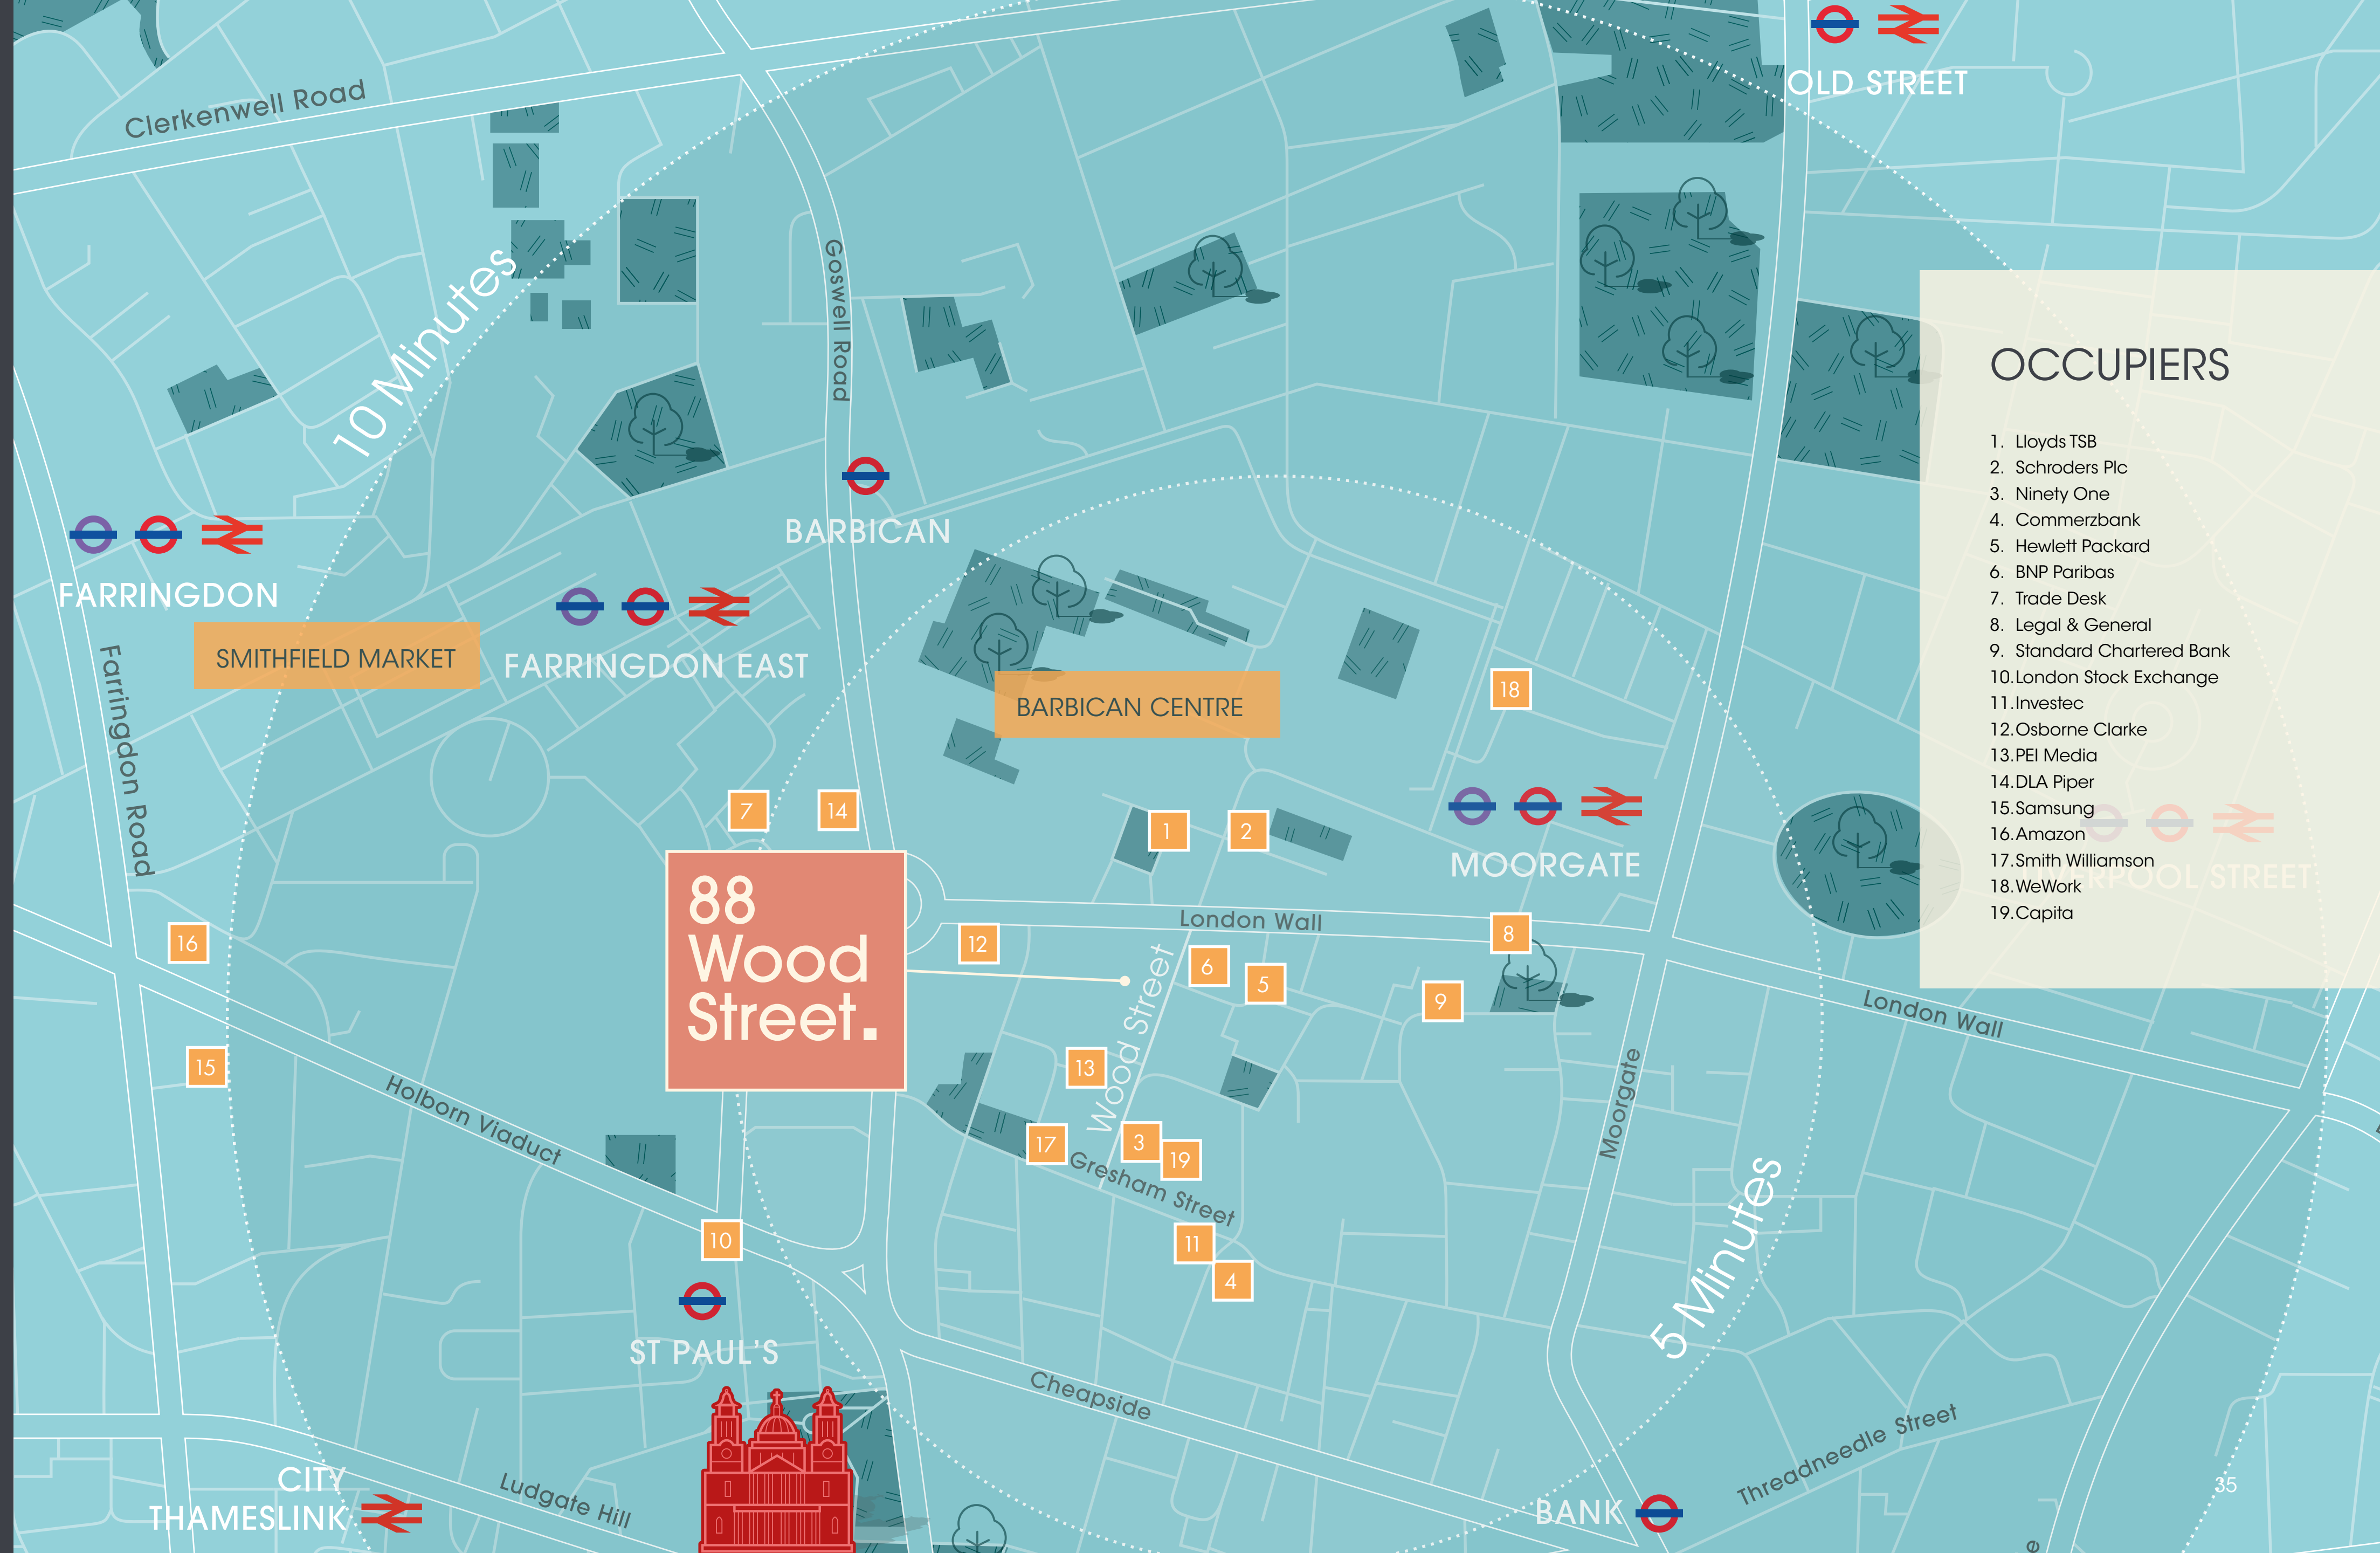 OLD STREET
Clerkenwell Road
10 Minutes
Goswell Road
BARBICAN
FARRINGDON
FARRINGDON EAST
SMITHFIELD MARKET
BARBICAN CENTRE
Farringdon Road
18
7
14
1
2
MOORGATE
88
Wood
Street.
London Wall
16
12
8
6
5
9
Wood Street
London Wall
15
13
Moorgate
Holborn Viaduct
17
3
19
Gresham Street
10
11
4
5 Minutes
ST PAUL'S
Cheapside
Threadneedle Street
CITY
THAMESLINK
Ludgate Hill
BANK
OCCUPIERS
1. Lloyds TSB
2. Schroders Plc
3. Ninety One
4. Commerzbank
5. Hewlett Packard
6. BNP Paribas
7. Trade Desk
8. Legal & General
9. Standard Chartered Bank
10.London Stock Exchange
11.Investec
12.Osborne Clarke
13.PEI Media
14.DLA Piper
15.Samsung
16.Amazon
17.Smith Williamson
18.WeWork
19.Capita
LIVERPOOL STREET
35